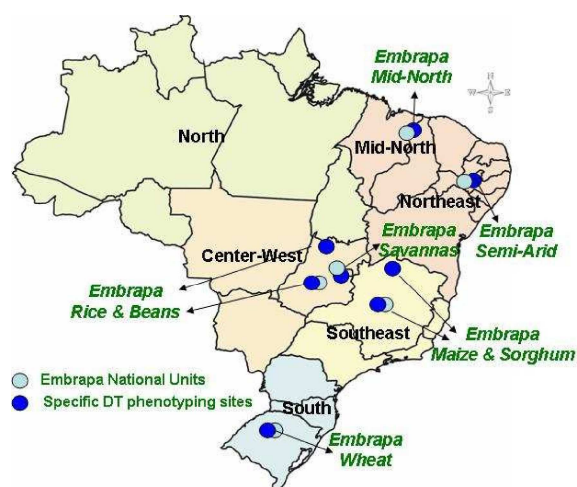 Embrapa
Mid-North
N
W
E
S
North
Mid-North
Northeast
Embrapa
Semi-Arid
Embrapa
Savannas
Center-West
Embrapa
Rice & Beans
Southeast
Embrapa
Maize & Sorghum
Embrapa National Units
Specific DT phenotyping sites
South
Embrapa
Wheat